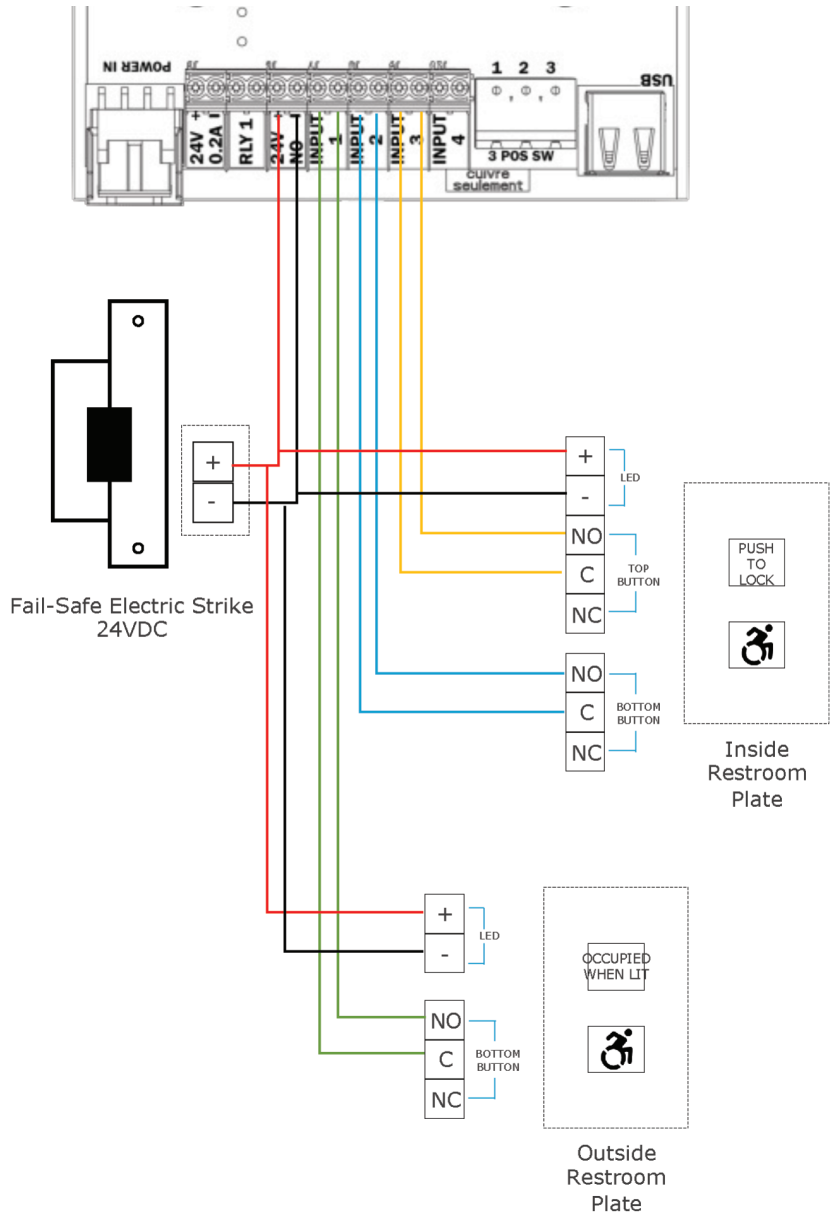 POWER IN
USB
1 2 3
24V +
0.2A -
RLY 1
24V +
NO -
INPUT
1
INPUT
2
INPUT
3
INPUT
4
3 POS SW
cuivre
seulement
+
-
Fail-Safe Electric Strike
24VDC
+
-
LED
NO
C
NC
TOP
BUTTON
NO
C
NC
BOTTOM
BUTTON
PUSH
TO
LOCK
Inside
Restroom
Plate
+
-
LED
NO
C
NC
BOTTOM
BUTTON
OCCUPIED
WHEN LIT
Outside
Restroom
Plate